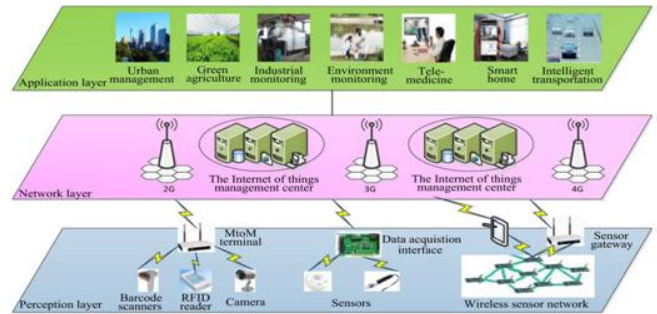 Urban
management
Green
agriculture
Industrial
monitoring
Environment
monitoring
Tele-
medicine
Smart
home
Intelligent
transportation
Application layer
2G
The Internet of things
management center
3G
The Internet of things
management center
4G
Network layer
MtoM
terminal
Data acquistion
interface
Sensor
gateway
Barcode
scanners
RFID
reader
Camera
Sensors
Wireless sensor network
Perception layer